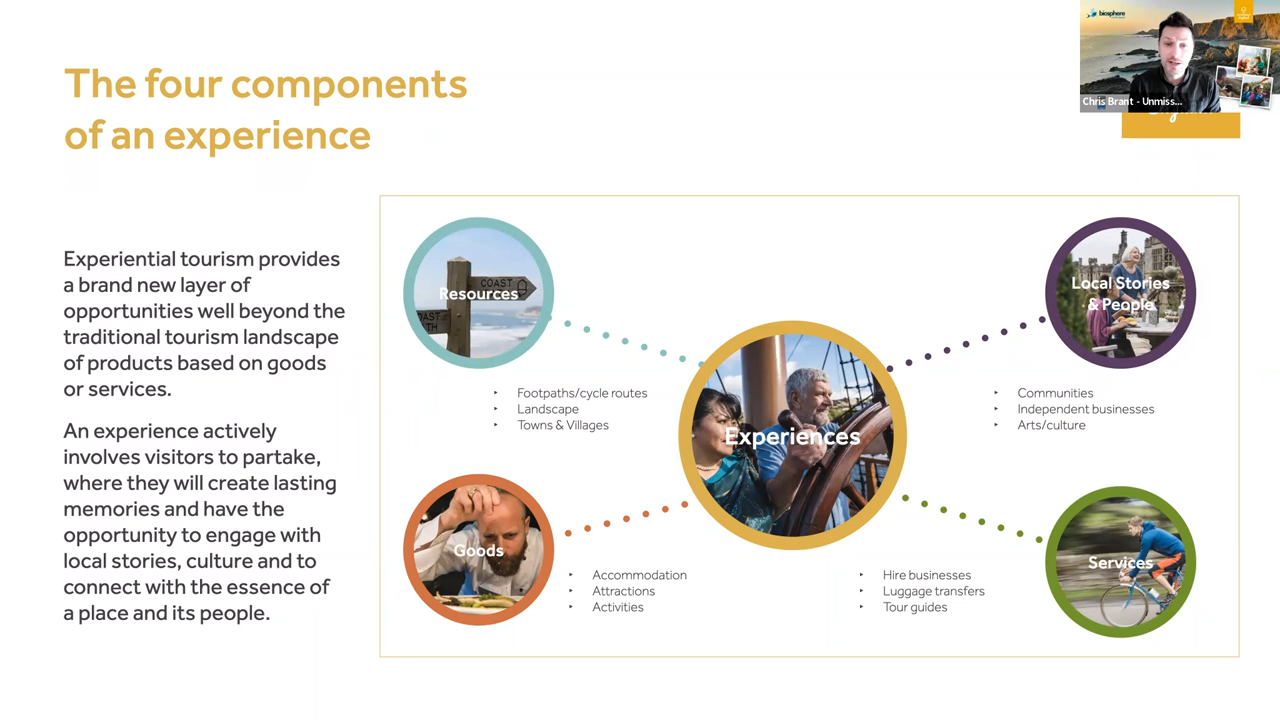 The four components
of an experience
biosphere
Chris Brant - Unmiss...
Experiential tourism provides
a brand new layer of
opportunities well beyond the
traditional tourism landscape
of products based on goods
or services.
An experience actively
involves visitors to partake,
where they will create lasting
memories and have the
opportunity to engage with
local stories, culture and to
connect with the essence of
a place and its people.
COAST
Resources
COAST
Local Stories
& People
Footpaths/cycle routes
Landscape
Towns & Villages
Experiences
Communities
Independent businesses
Arts/culture
Goods
Accommodation
Attractions
Activities
Hire businesses
Luggage transfers
Tour guides
Services